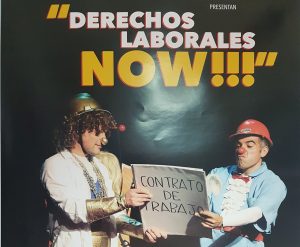 PRESENTAN
"DERECHOS
LABORALES
NOW!!!"
CONTRATO
DE
TRABAJO